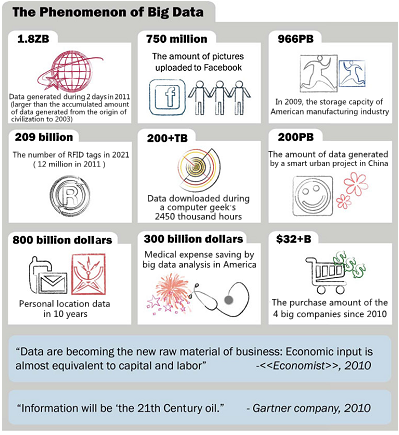 The Phenomenon of Big Data
1.8ZB
Data generated during 2 days in 2011
(larger than the accumulated amount
of data generated from the origin of
civilization to 2003)
750 million
The amount of pictures
uploaded to Facebook
f
966PB
In 2009, the storage capcity of
American manufacturing industry
209 billion
The number of RFID tags in 2021
( 12 million in 2011 )
R
200+TB
Data downloaded during
a computer geek's
2450 thousand hours
200PB
The amount of data generated
by a smart urban project in China
800 billion dollars
Personal location data
in 10 years
300 billion dollars
Medical expense saving by
big data analysis in America
$32+B
The purchase amount of the
4 big companies since 2010
“Data are becoming the new raw material of business: Economic input is
almost equivalent to capital and labor” -<<Economist>>, 2010
“Information will be ‘the 21th Century oil.” - Gartner company, 2010